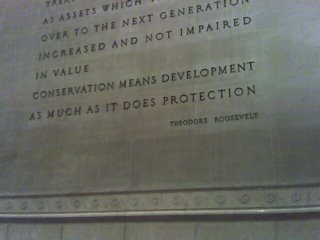 AS ASSETS WHICH
OVER TO THE NEXT GENERATION
INCREASED AND NOT IMPAIRED
IN VALUE
CONSERVATION MEANS DEVELOPMENT
AS MUCH AS IT DOES PROTECTION
THEODORE ROOSEVELT